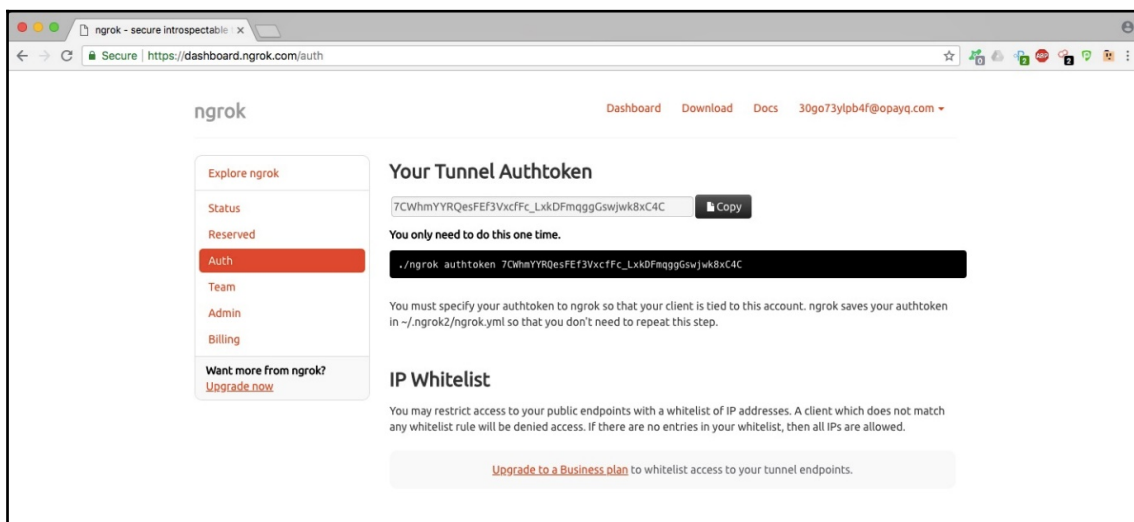 ngrok - secure introspectable
Secure | https://dashboard.ngrok.com/auth
0 2 ABP 2
ngrok
Dashboard Download Docs 30go73ylpb4f@opayq.com
Explore ngrok
Status
Reserved
Auth
Team
Admin
Billing
Want more from ngrok?
Upgrade now
Your Tunnel Authtoken
7CWhmYYRQesFEf3VxcfFc_LxkDFmqggGswjwk8xC4C
Copy
You only need to do this one time.
./ngrok authtoken 7CWhmYYRQesFEf3VxcfFc_LxkDFmqggGswjwk8xC4C
You must specify your authtoken to ngrok so that your client is tied to this account. ngrok saves your authtoken
in ~/.ngrok2/ngrok.yml so that you don't need to repeat this step.
IP Whitelist
You may restrict access to your public endpoints with a whitelist of IP addresses. A client which does not match
any whitelist rule will be denied access. If there are no entries in your whitelist, then all IPs are allowed.
Upgrade to a Business plan to whitelist access to your tunnel endpoints.